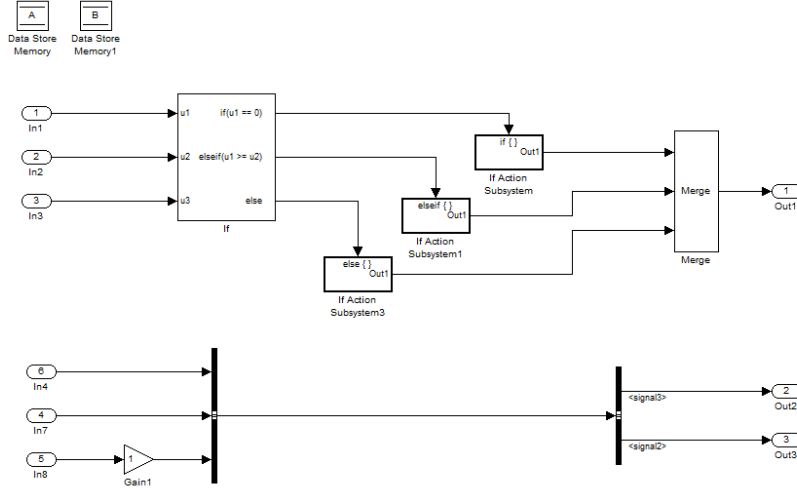 A
B
Data Store
Memory
Data Store
Memory1
1
In1
2
In2
3
In3
u1
if(u1 == 0)
u2
elseif(u1 >= u2)
u3
else
If
if { }
Out1
If Action
Subsystem
elseif { }
Out1
If Action
Subsystem1
else { }
Out1
If Action
Subsystem3
Merge
Merge
1
Out1
6
In4
4
In7
5
In8
1
Gain1
<signal3>
<signal2>
2
Out2
3
Out3